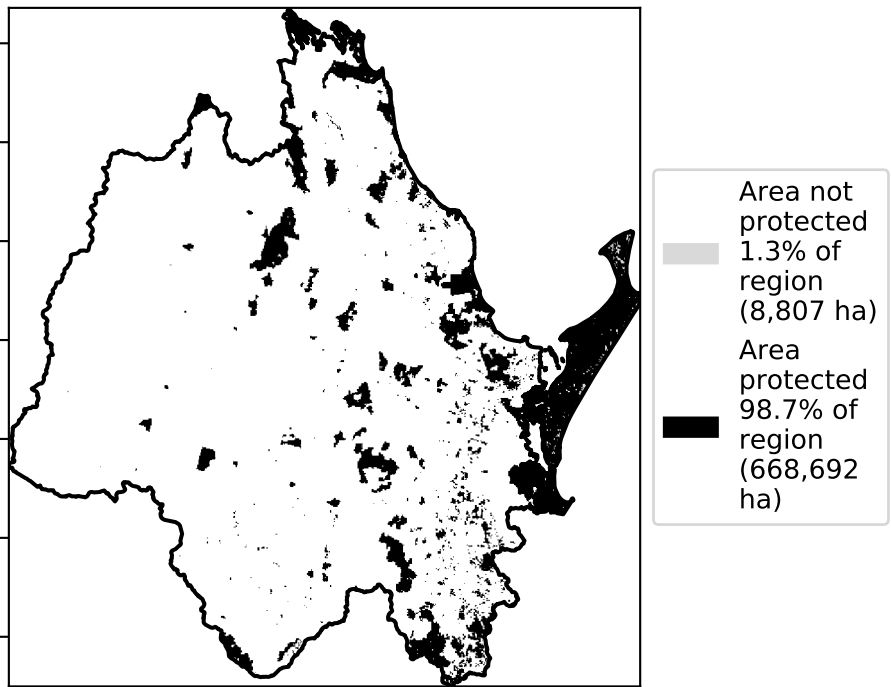 Area not
protected
1.3% of
region
(8,807 ha)
Area
protected
98.7% of
region
(668,692
ha)